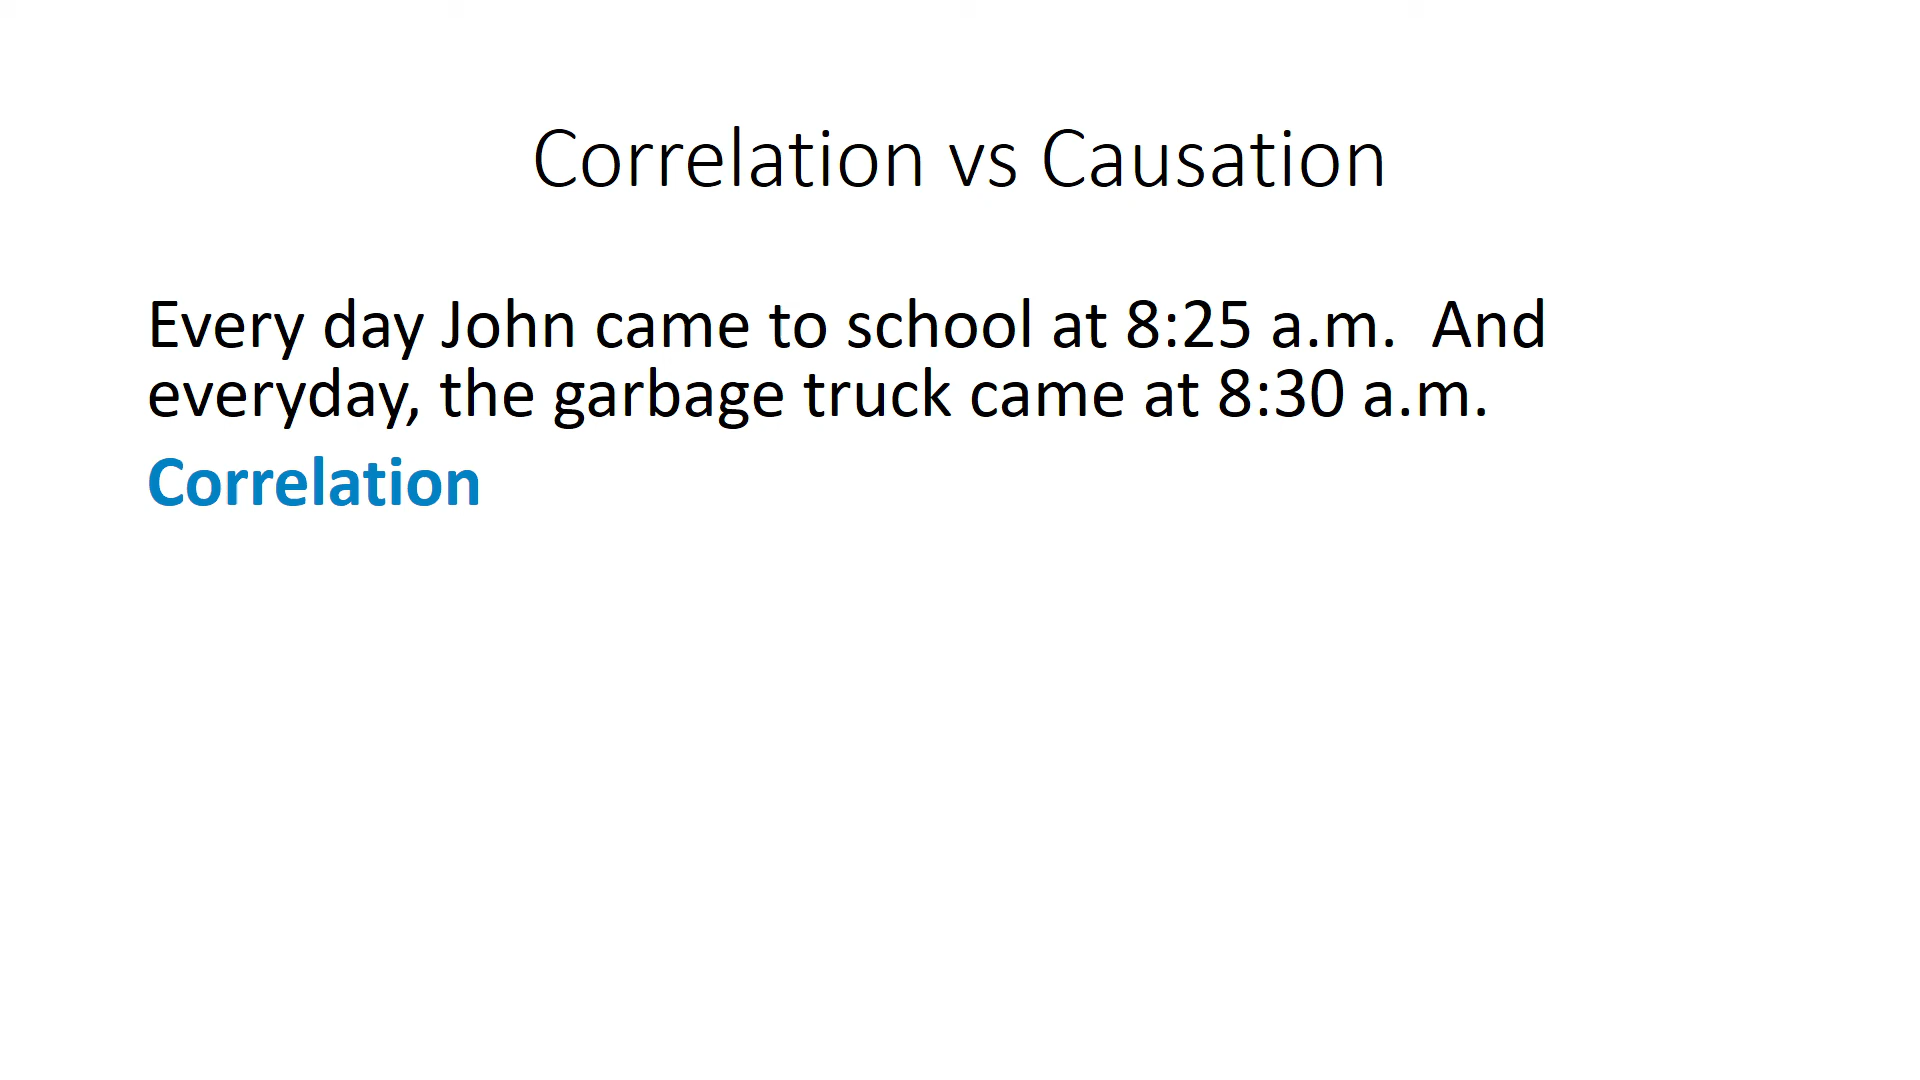 Correlation vs Causation
Every day John came to school at 8:25 a.m.  And
everyday, the garbage truck came at 8:30 a.m.
Correlation